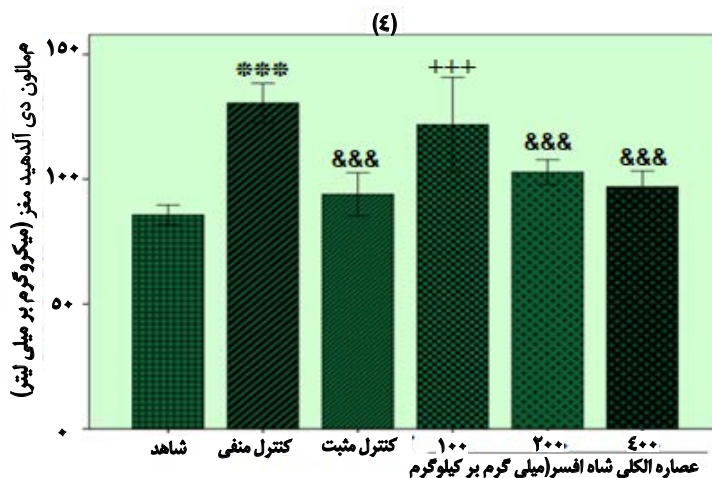 (٤)
مالون دی آلدهید مغز (میکروگرم بر میلی لیتر)
۱۵۰
۱۰۰
۵۰
۰
***
&&&
+++
&&&
&&&
شاهد
کنترل منفی
کنترل مثبت
۱۰۰
۲۰۰
٤۰۰
عصاره الکلی شاه افسر(میلی گرم بر کیلوگرم